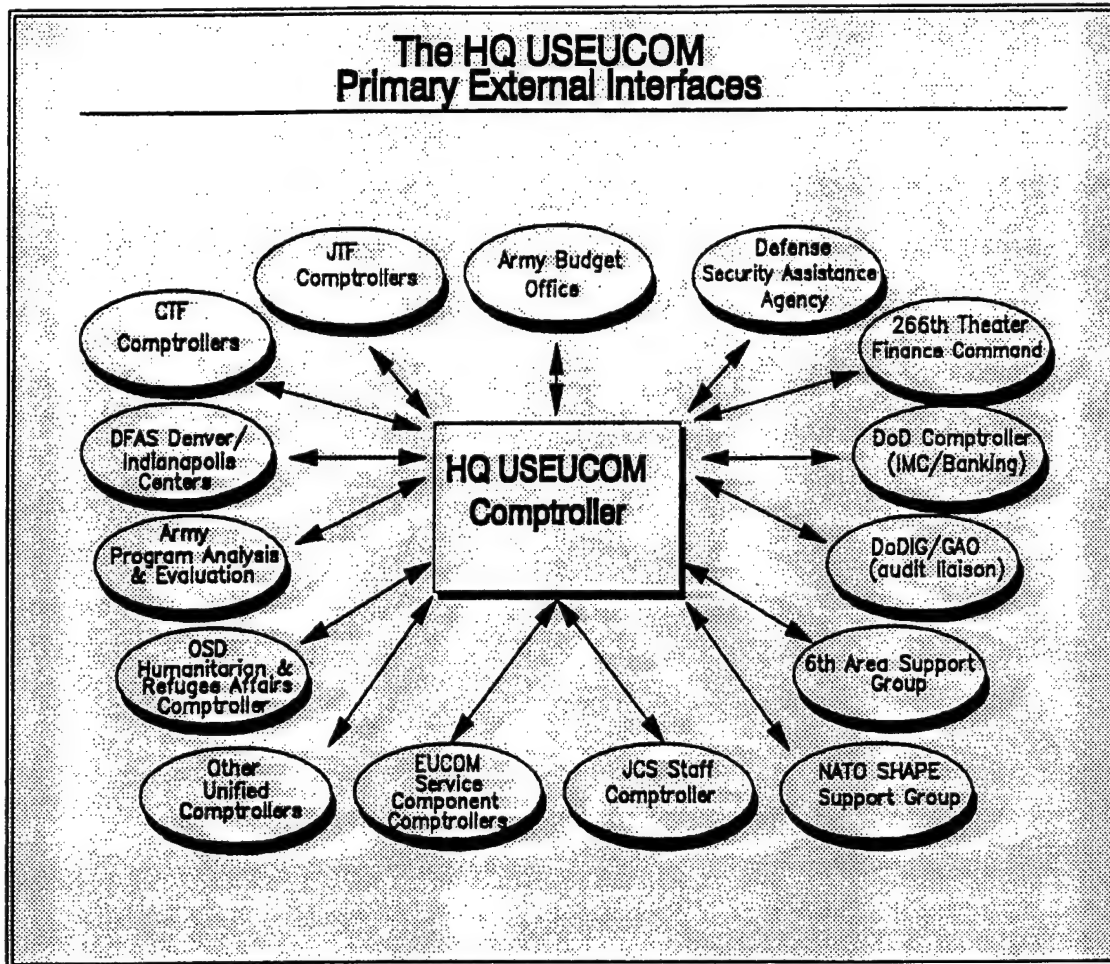 The HQ USEUCOM
Primary External Interfaces
JTF
Comptrollers
Army Budget
Office
Defense
Security Assistance
Agency
CTF
Comptrollers
266th Theater
Finance Command
DFAS Denver/
Indianapolis
Centers
HQ USEUCOM
Comptroller
DoD Comptroller
(IMC/Banking)
Army
Program Analysis
& Evaluation
DoDIG/GAO
(audit liaison)
OSD
Humanitarian &
Refugee Affairs
Comptroller
6th Area Support
Group
Other
Unified
Comptrollers
EUCOM
Service
Component
Comptrollers
JCS Staff
Comptroller
NATO SHAPE
Support Group